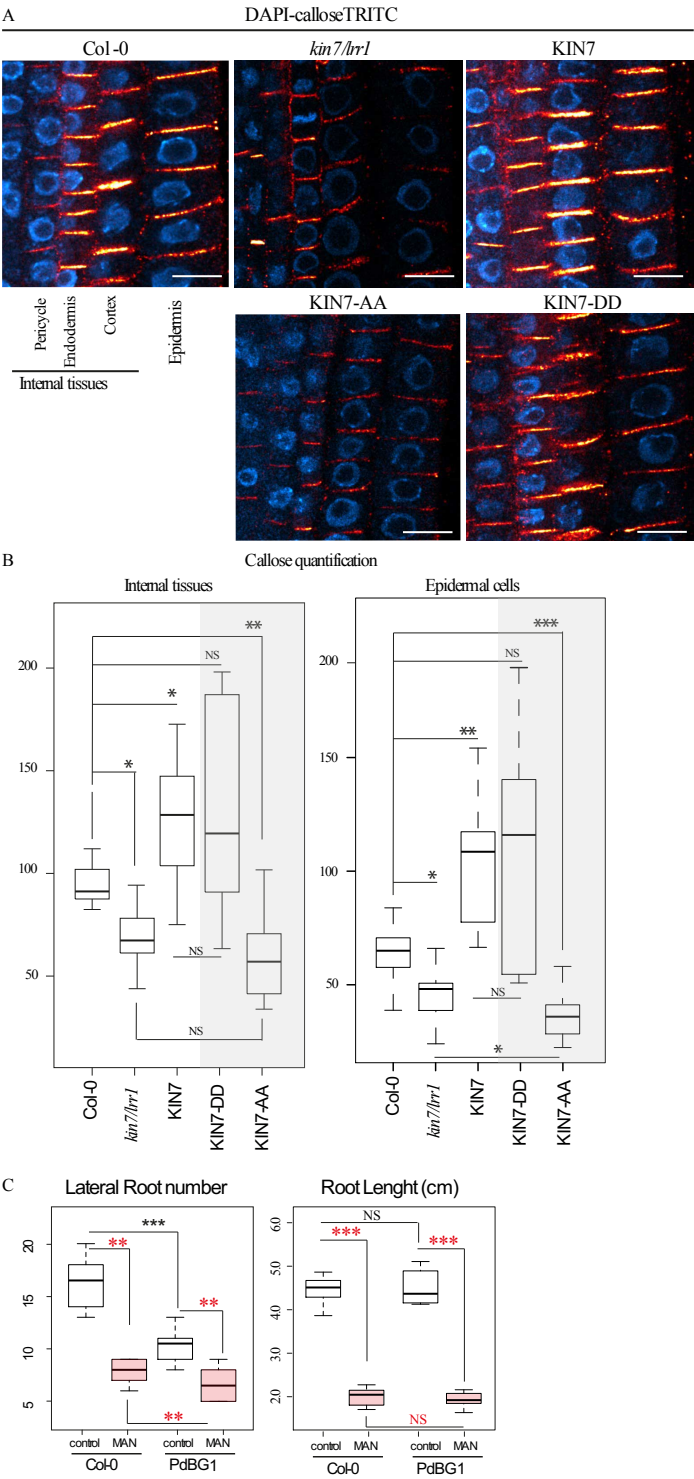 A
DAPI-calloseTRITC
Col-0
kin7/lrr1
KIN7
KIN7-AA
KIN7-DD
Pericycle
Endodermis
Cortex
Epidermis
Internal tissues
B
Callose quantification
Internal tissues
Epidermal cells
200
150
100
50
**
NS
*
*
NS
NS
Col-0
kin7/lrr1
KIN7
KIN7-DD
KIN7-AA
200
150
100
50
***
NS
**
*
NS
*
Col-0
kin7/lrr1
KIN7
KIN7-DD
KIN7-AA
C
Lateral Root number
20
15
10
5
***
**
**
**
control
MAN
control
MAN
Col-0
PdBG1
Root Lenght (cm)
6.0
5.0
4.0
3.0
2.0
NS
***
***
NS
control
MAN
control
MAN
Col-0
PdBG1